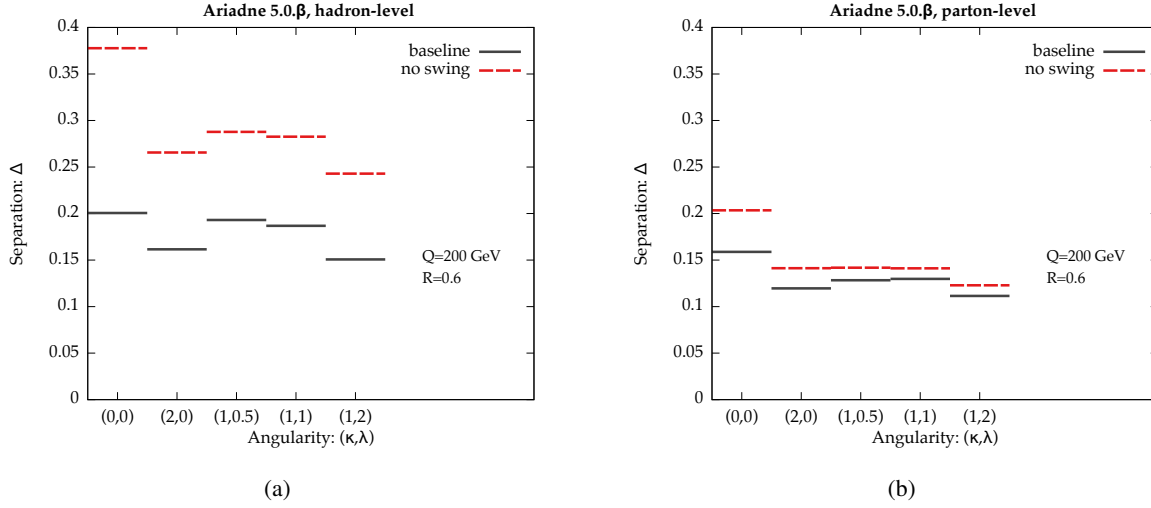 Ariadne 5.0.β, hadron-level
0.4
0.35
0.3
0.25
0.2
0.15
0.1
0.05
0
Separation: Δ
baseline
no swing
Q=200 GeV
R=0.6
(0,0) (2,0) (1,0.5) (1,1) (1,2)
Angularity: (κ,λ)
(a)
Ariadne 5.0.β, parton-level
0.4
0.35
0.3
0.25
0.2
0.15
0.1
0.05
0
Separation: Δ
baseline
no swing
Q=200 GeV
R=0.6
(0,0) (2,0) (1,0.5) (1,1) (1,2)
Angularity: (κ,λ)
(b)